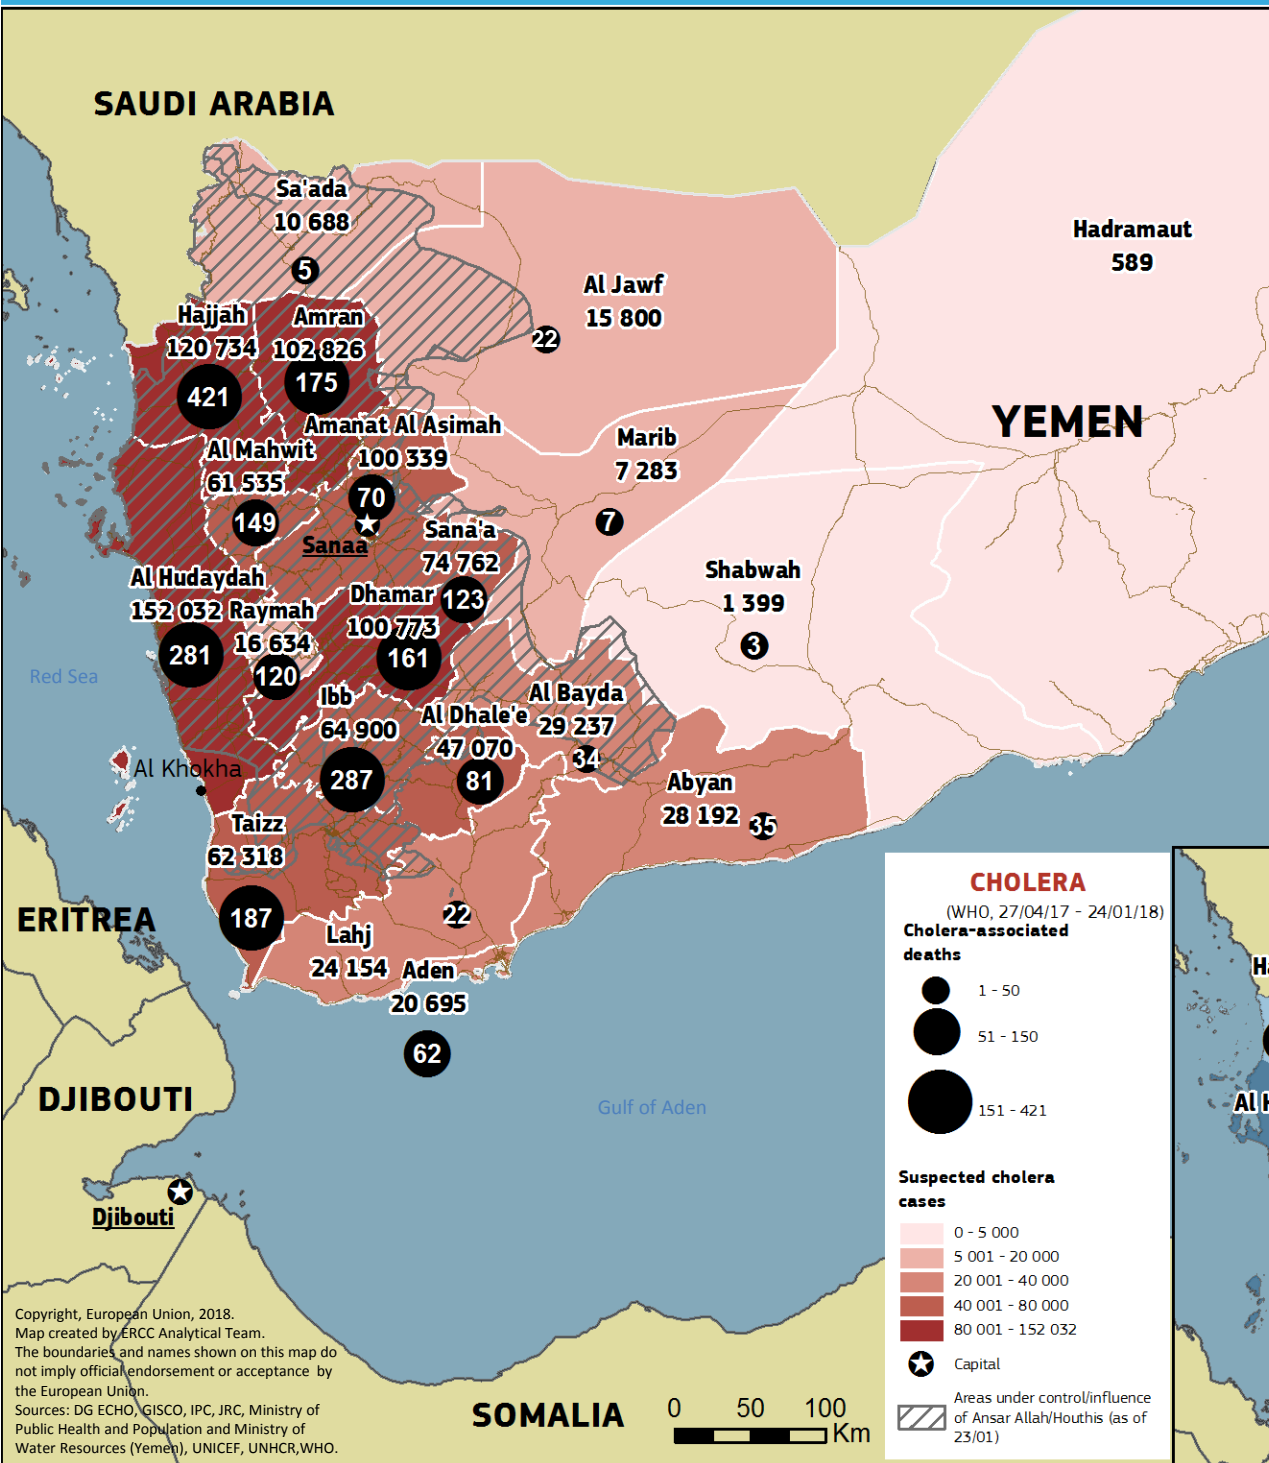 SAUDI ARABIA
Sa'ada
10 688
5
Hadramaut
589
Al Jawf
15 800
22
Hajjah
120 734
421
Amran
102 826
175
YEMEN
Amanat Al Asimah
100 339
70
Marib
7 283
7
Al Mahwit
61 535
149
Sanaa
Sana'a
74 762
123
Shabwah
1 399
3
Al Hudaydah
152 032
281
Raymah
16 634
120
Dhamar
100 773
161
Red Sea
Ibb
64 900
287
Al Dhale'e
47 070
81
Al Bayda
29 237
34
Al Khokha
Abyan
28 192
35
Taizz
62 318
187
ERITREA
Lahj
24 154
22
Aden
20 695
62
DJIBOUTI
Gulf of Aden
Djibouti
SOMALIA
0 50 100
Km
CHOLERA
(WHO, 27/04/17 - 24/01/18)
Cholera-associated
deaths
1 - 50
51 - 150
151 - 421
Suspected cholera
cases
0 - 5 000
5 001 - 20 000
20 001 - 40 000
40 001 - 80 000
80 001 - 152 032
Capital
Areas under control/influence
of Ansar Allah/Houthis (as of
23/01)
Copyright, European Union, 2018.
Map created by ERCC Analytical Team.
The boundaries and names shown on this map do
not imply official endorsement or acceptance by
the European Union.
Sources: DG ECHO, GISCO, IPC, JRC, Ministry of
Public Health and Population and Ministry of
Water Resources (Yemen), UNICEF, UNHCR,WHO.